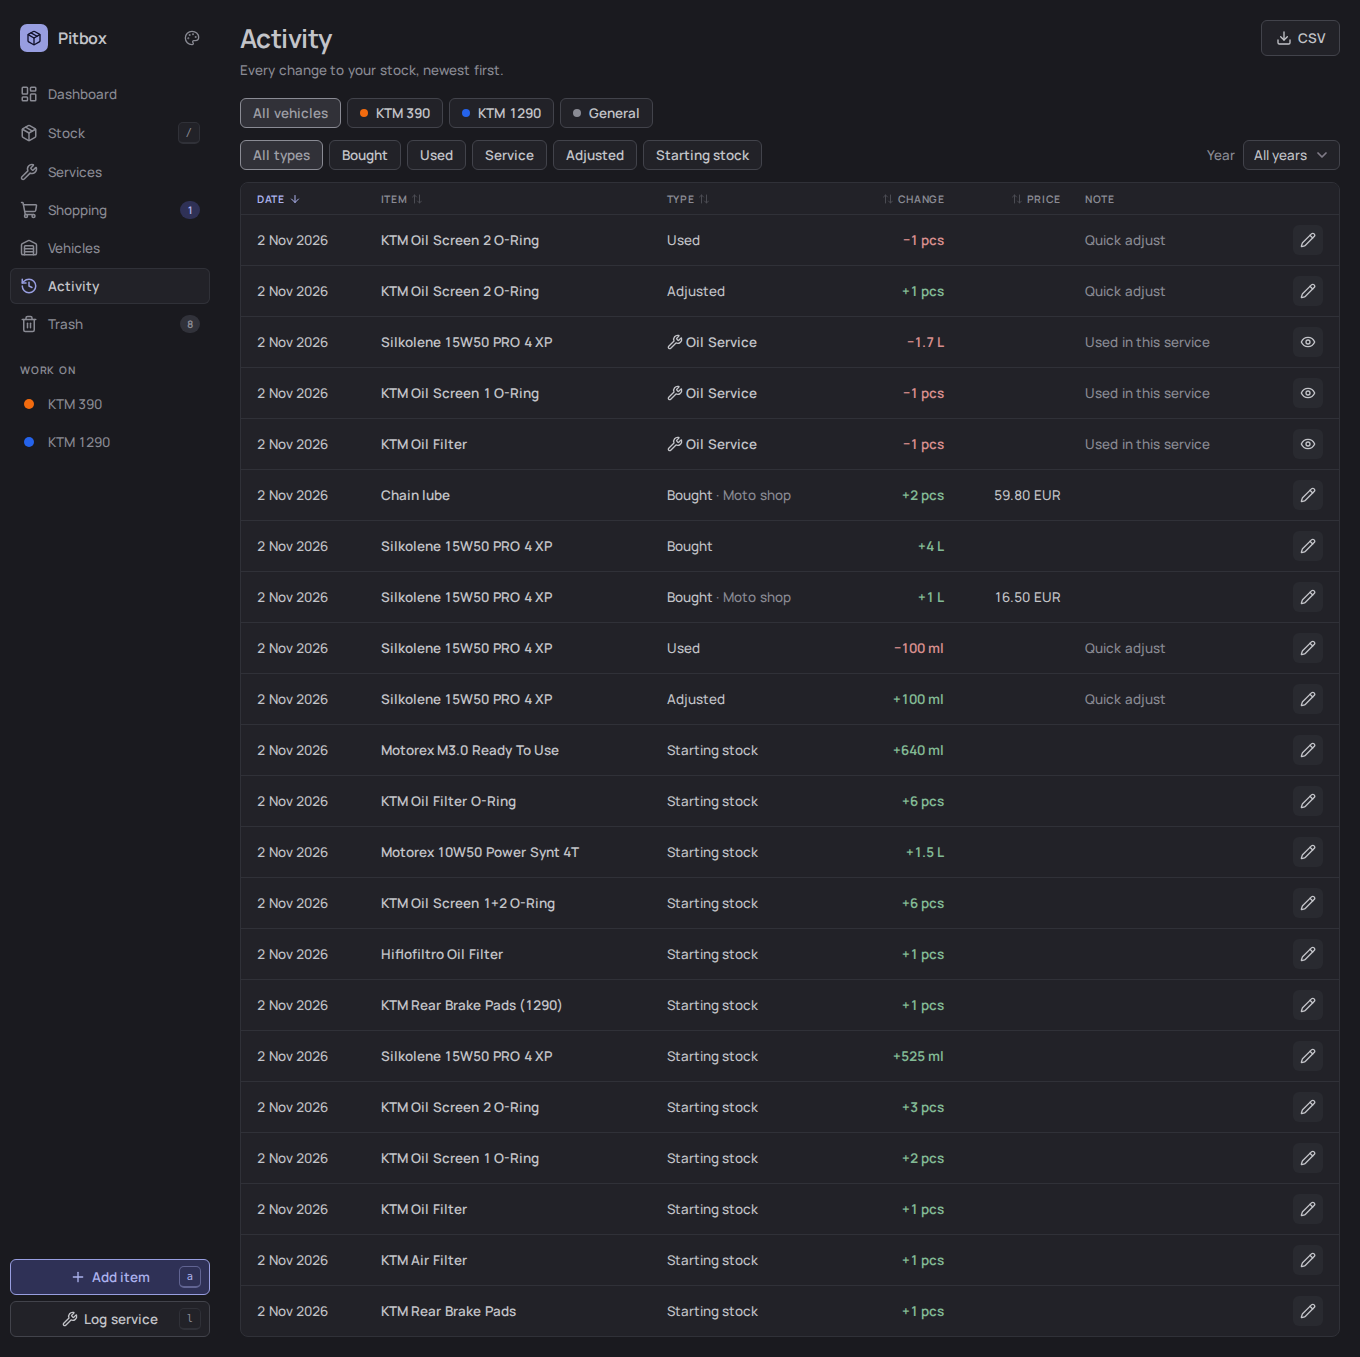 Pitbox
Dashboard
Stock /
Services
Shopping 1
Vehicles
Activity
Trash 8
WORK ON
KTM 390
KTM 1290
+ Add item a
Log service l
Activity
CSV
Every change to your stock, newest first.
All vehicles KTM 390 KTM 1290 General
All types Bought Used Service Adjusted Starting stock Year All years
DATE ITEM TYPE CHANGE PRICE NOTE
2 Nov 2026 KTM Oil Screen 2 O-Ring Used −1 pcs Quick adjust
2 Nov 2026 KTM Oil Screen 2 O-Ring Adjusted +1 pcs Quick adjust
2 Nov 2026 Silkolene 15W50 PRO 4 XP Oil Service −1.7 L Used in this service
2 Nov 2026 KTM Oil Screen 1 O-Ring Oil Service −1 pcs Used in this service
2 Nov 2026 KTM Oil Filter Oil Service −1 pcs Used in this service
2 Nov 2026 Chain lube Bought · Moto shop +2 pcs 59.80 EUR
2 Nov 2026 Silkolene 15W50 PRO 4 XP Bought +4 L
2 Nov 2026 Silkolene 15W50 PRO 4 XP Bought · Moto shop +1 L 16.50 EUR
2 Nov 2026 Silkolene 15W50 PRO 4 XP Used −100 ml Quick adjust
2 Nov 2026 Silkolene 15W50 PRO 4 XP Adjusted +100 ml Quick adjust
2 Nov 2026 Motorex M3.0 Ready To Use Starting stock +640 ml
2 Nov 2026 KTM Oil Filter O-Ring Starting stock +6 pcs
2 Nov 2026 Motorex 10W50 Power Synt 4T Starting stock +1.5 L
2 Nov 2026 KTM Oil Screen 1+2 O-Ring Starting stock +6 pcs
2 Nov 2026 Hiflofiltro Oil Filter Starting stock +1 pcs
2 Nov 2026 KTM Rear Brake Pads (1290) Starting stock +1 pcs
2 Nov 2026 Silkolene 15W50 PRO 4 XP Starting stock +525 ml
2 Nov 2026 KTM Oil Screen 2 O-Ring Starting stock +3 pcs
2 Nov 2026 KTM Oil Screen 1 O-Ring Starting stock +2 pcs
2 Nov 2026 KTM Oil Filter Starting stock +1 pcs
2 Nov 2026 KTM Air Filter Starting stock +1 pcs
2 Nov 2026 KTM Rear Brake Pads Starting stock +1 pcs